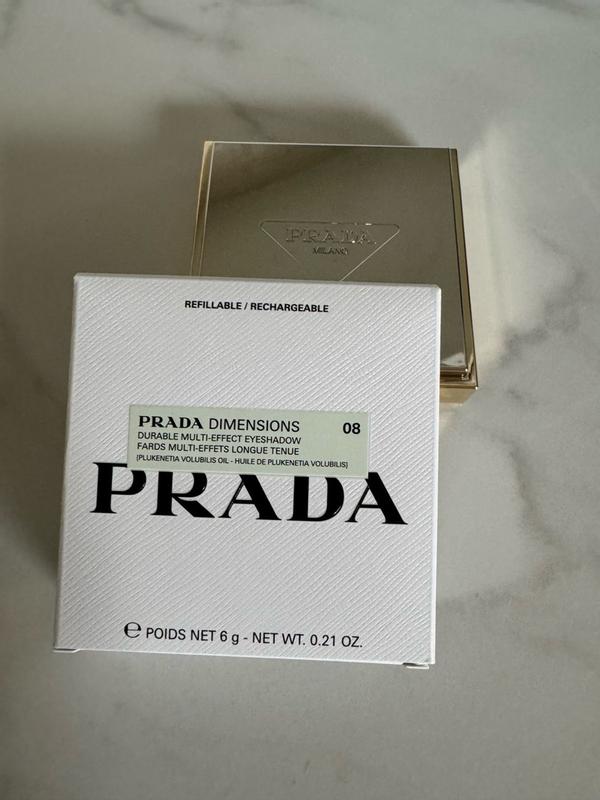 PRADA
MILANO
REFILLABLE / RECHARGEABLE
PRADA DIMENSIONS 08
DURABLE MULTI-EFFECT EYESHADOW
FARDS MULTI-EFFETS LONGUE TENUE
[PLUKENETIA VOLUBILIS OIL - HUILE DE PLUKENETIA VOLUBILIS]
PRADA
℮ POIDS NET 6 g - NET WT. 0.21 OZ.